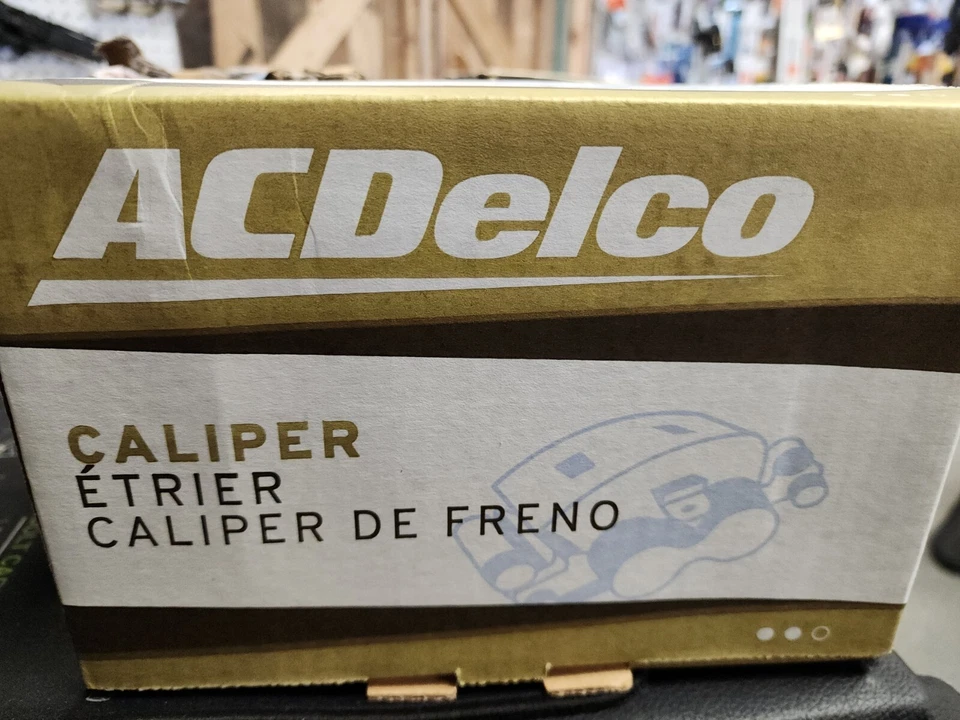 ACDelco
CALIPER
ÉTRIER
CALIPER DE FRENO